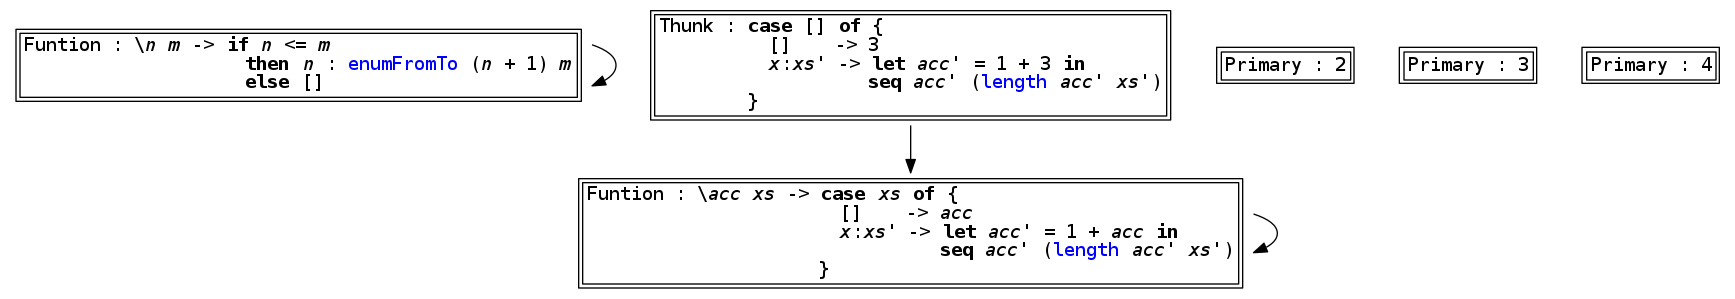 Funtion : \n m -> if n <= m
then n : enumFromTo (n + 1) m
else []
Thunk : case [] of {
[] -> 3
x:xs' -> let acc' = 1 + 3 in
seq acc' (length acc' xs')
}
Primary : 2
Primary : 3
Primary : 4
Funtion : \acc xs -> case xs of {
[] -> acc
x:xs' -> let acc' = 1 + acc in
seq acc' (length acc' xs')
}